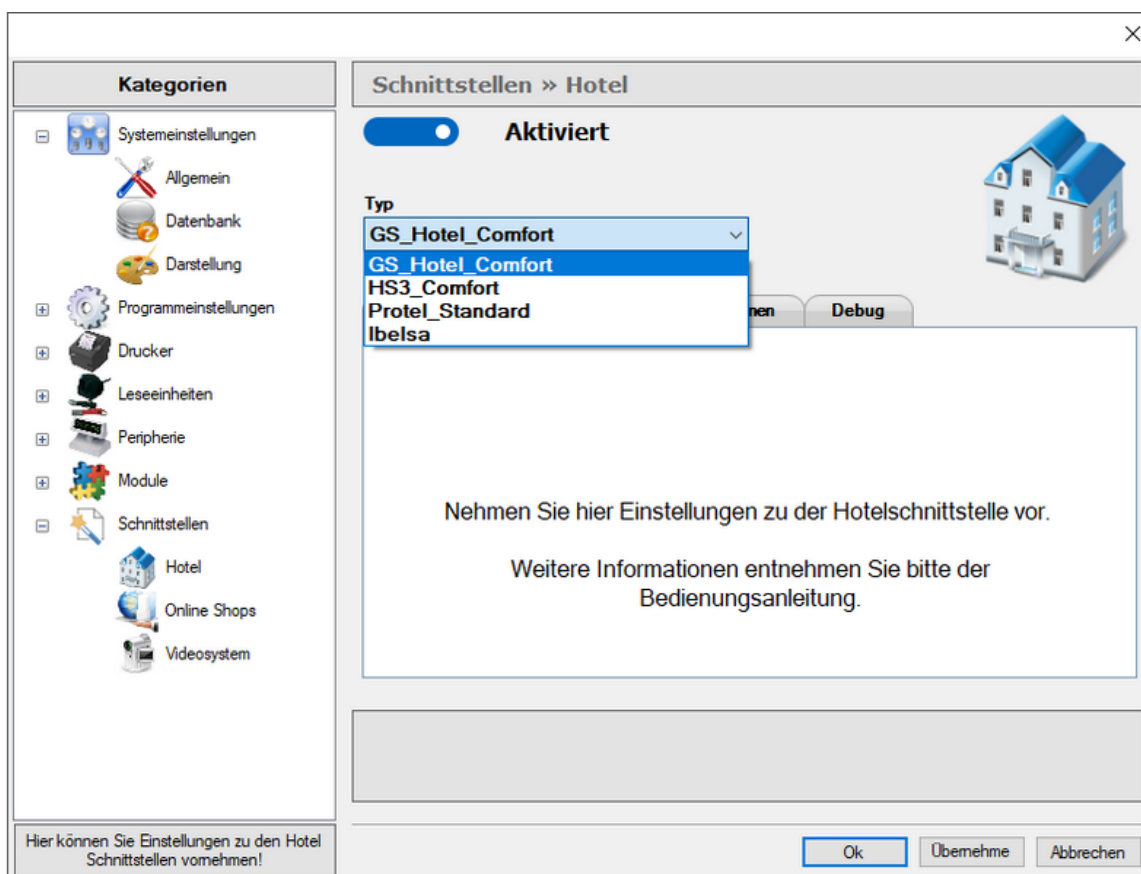 Kategorien
Schnittstellen » Hotel
Systemeinstellungen
Allgemein
Datenbank
Darstellung
Programmeinstellungen
Drucker
Leseeinheiten
Peripherie
Module
Schnittstellen
Hotel
Online Shops
Videosystem
Hier können Sie Einstellungen zu den Hotel
Schnittstellen vornehmen!
Aktiviert
Typ
GS_Hotel_Comfort
GS_Hotel_Comfort
HS3_Comfort
Protel_Standard
Ibelsa
nen
Debug
Nehmen Sie hier Einstellungen zu der Hotelschnittstelle vor.
Weitere Informationen entnehmen Sie bitte der
Bedienungsanleitung.
Ok
Übernehme
Abbrechen